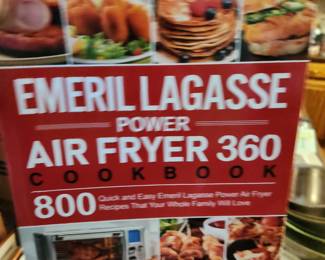 EMERIL LAGASSE
POWER
AIR FRYER 360
COOKBOOK
800 Quick and Easy Emeril Lagasse Power Air Fryer
Recipes That Your Whole Family Will Love